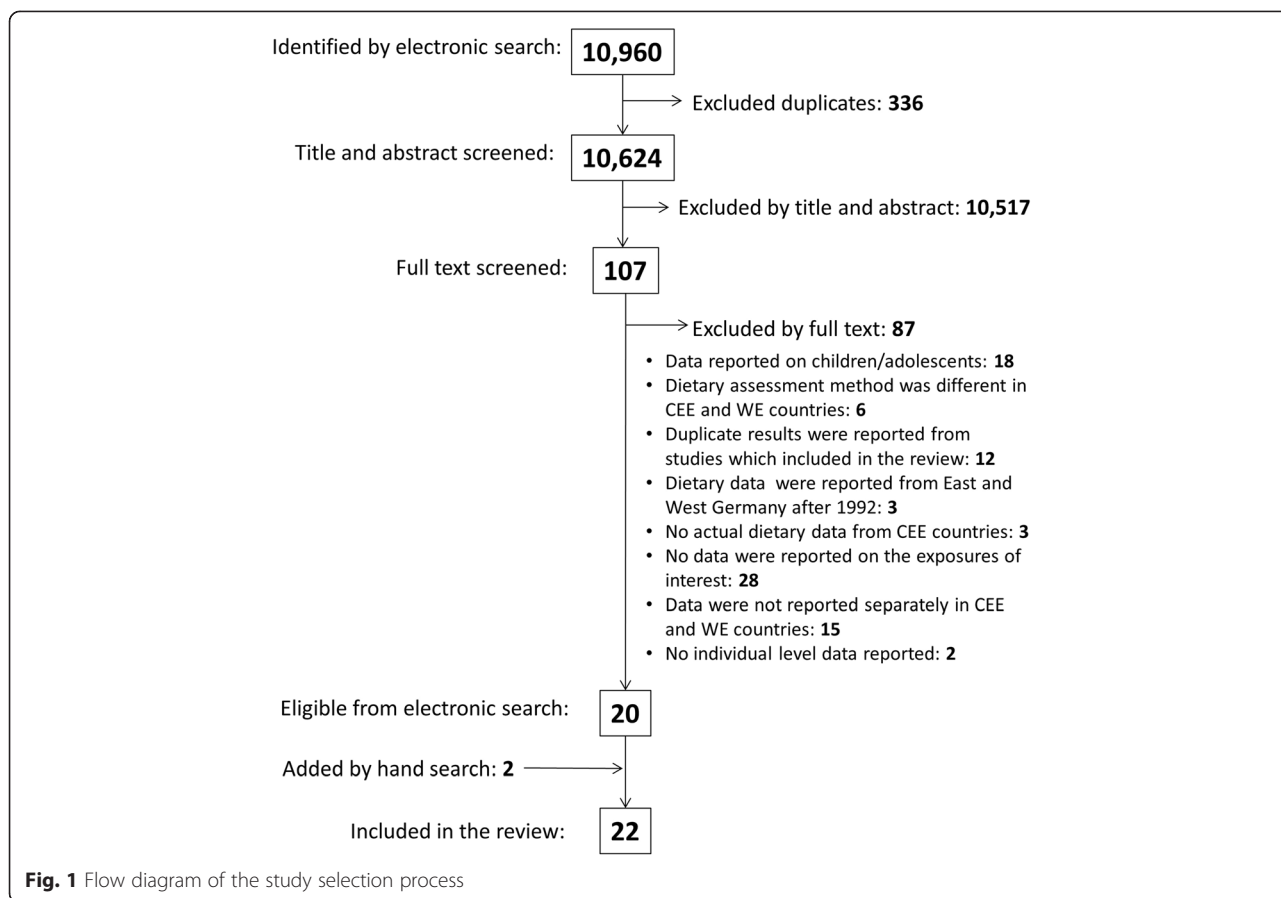 Identified by electronic search: 10,960
Excluded duplicates: 336
Title and abstract screened: 10,624
Excluded by title and abstract: 10,517
Full text screened: 107
Excluded by full text: 87
• Data reported on children/adolescents: 18
• Dietary assessment method was different in
CEE and WE countries: 6
• Duplicate results were reported from
studies which included in the review: 12
• Dietary data were reported from East and
West Germany after 1992: 3
• No actual dietary data from CEE countries: 3
• No data were reported on the exposures of
interest: 28
• Data were not reported separately in CEE
and WE countries: 15
• No individual level data reported: 2
Eligible from electronic search: 20
Added by hand search: 2
Included in the review: 22
Fig. 1 Flow diagram of the study selection process